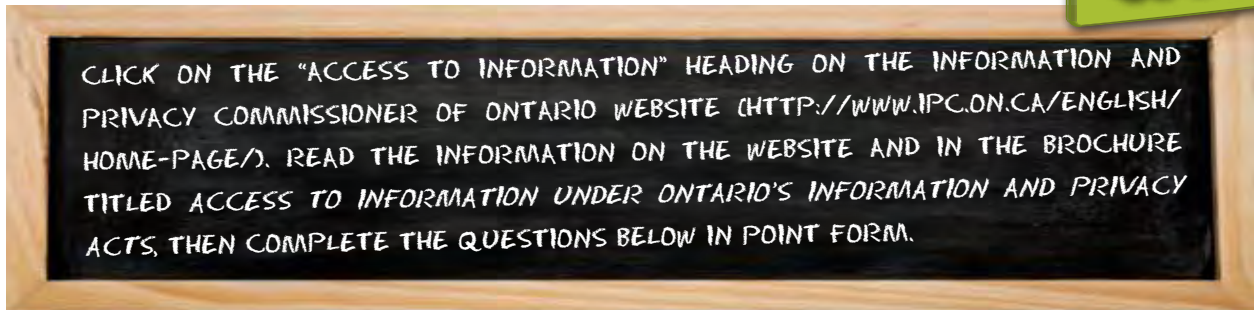 CLICK ON THE “ACCESS TO INFORMATION” HEADING ON THE INFORMATION AND
PRIVACY COMMISSIONER OF ONTARIO WEBSITE (HTTP://WWW.IPC.ON.CA/ENGLISH/
HOME-PAGE/). READ THE INFORMATION ON THE WEBSITE AND IN THE BROCHURE
TITLED ACCESS TO INFORMATION UNDER ONTARIO’S INFORMATION AND PRIVACY
ACTS, THEN COMPLETE THE QUESTIONS BELOW IN POINT FORM.